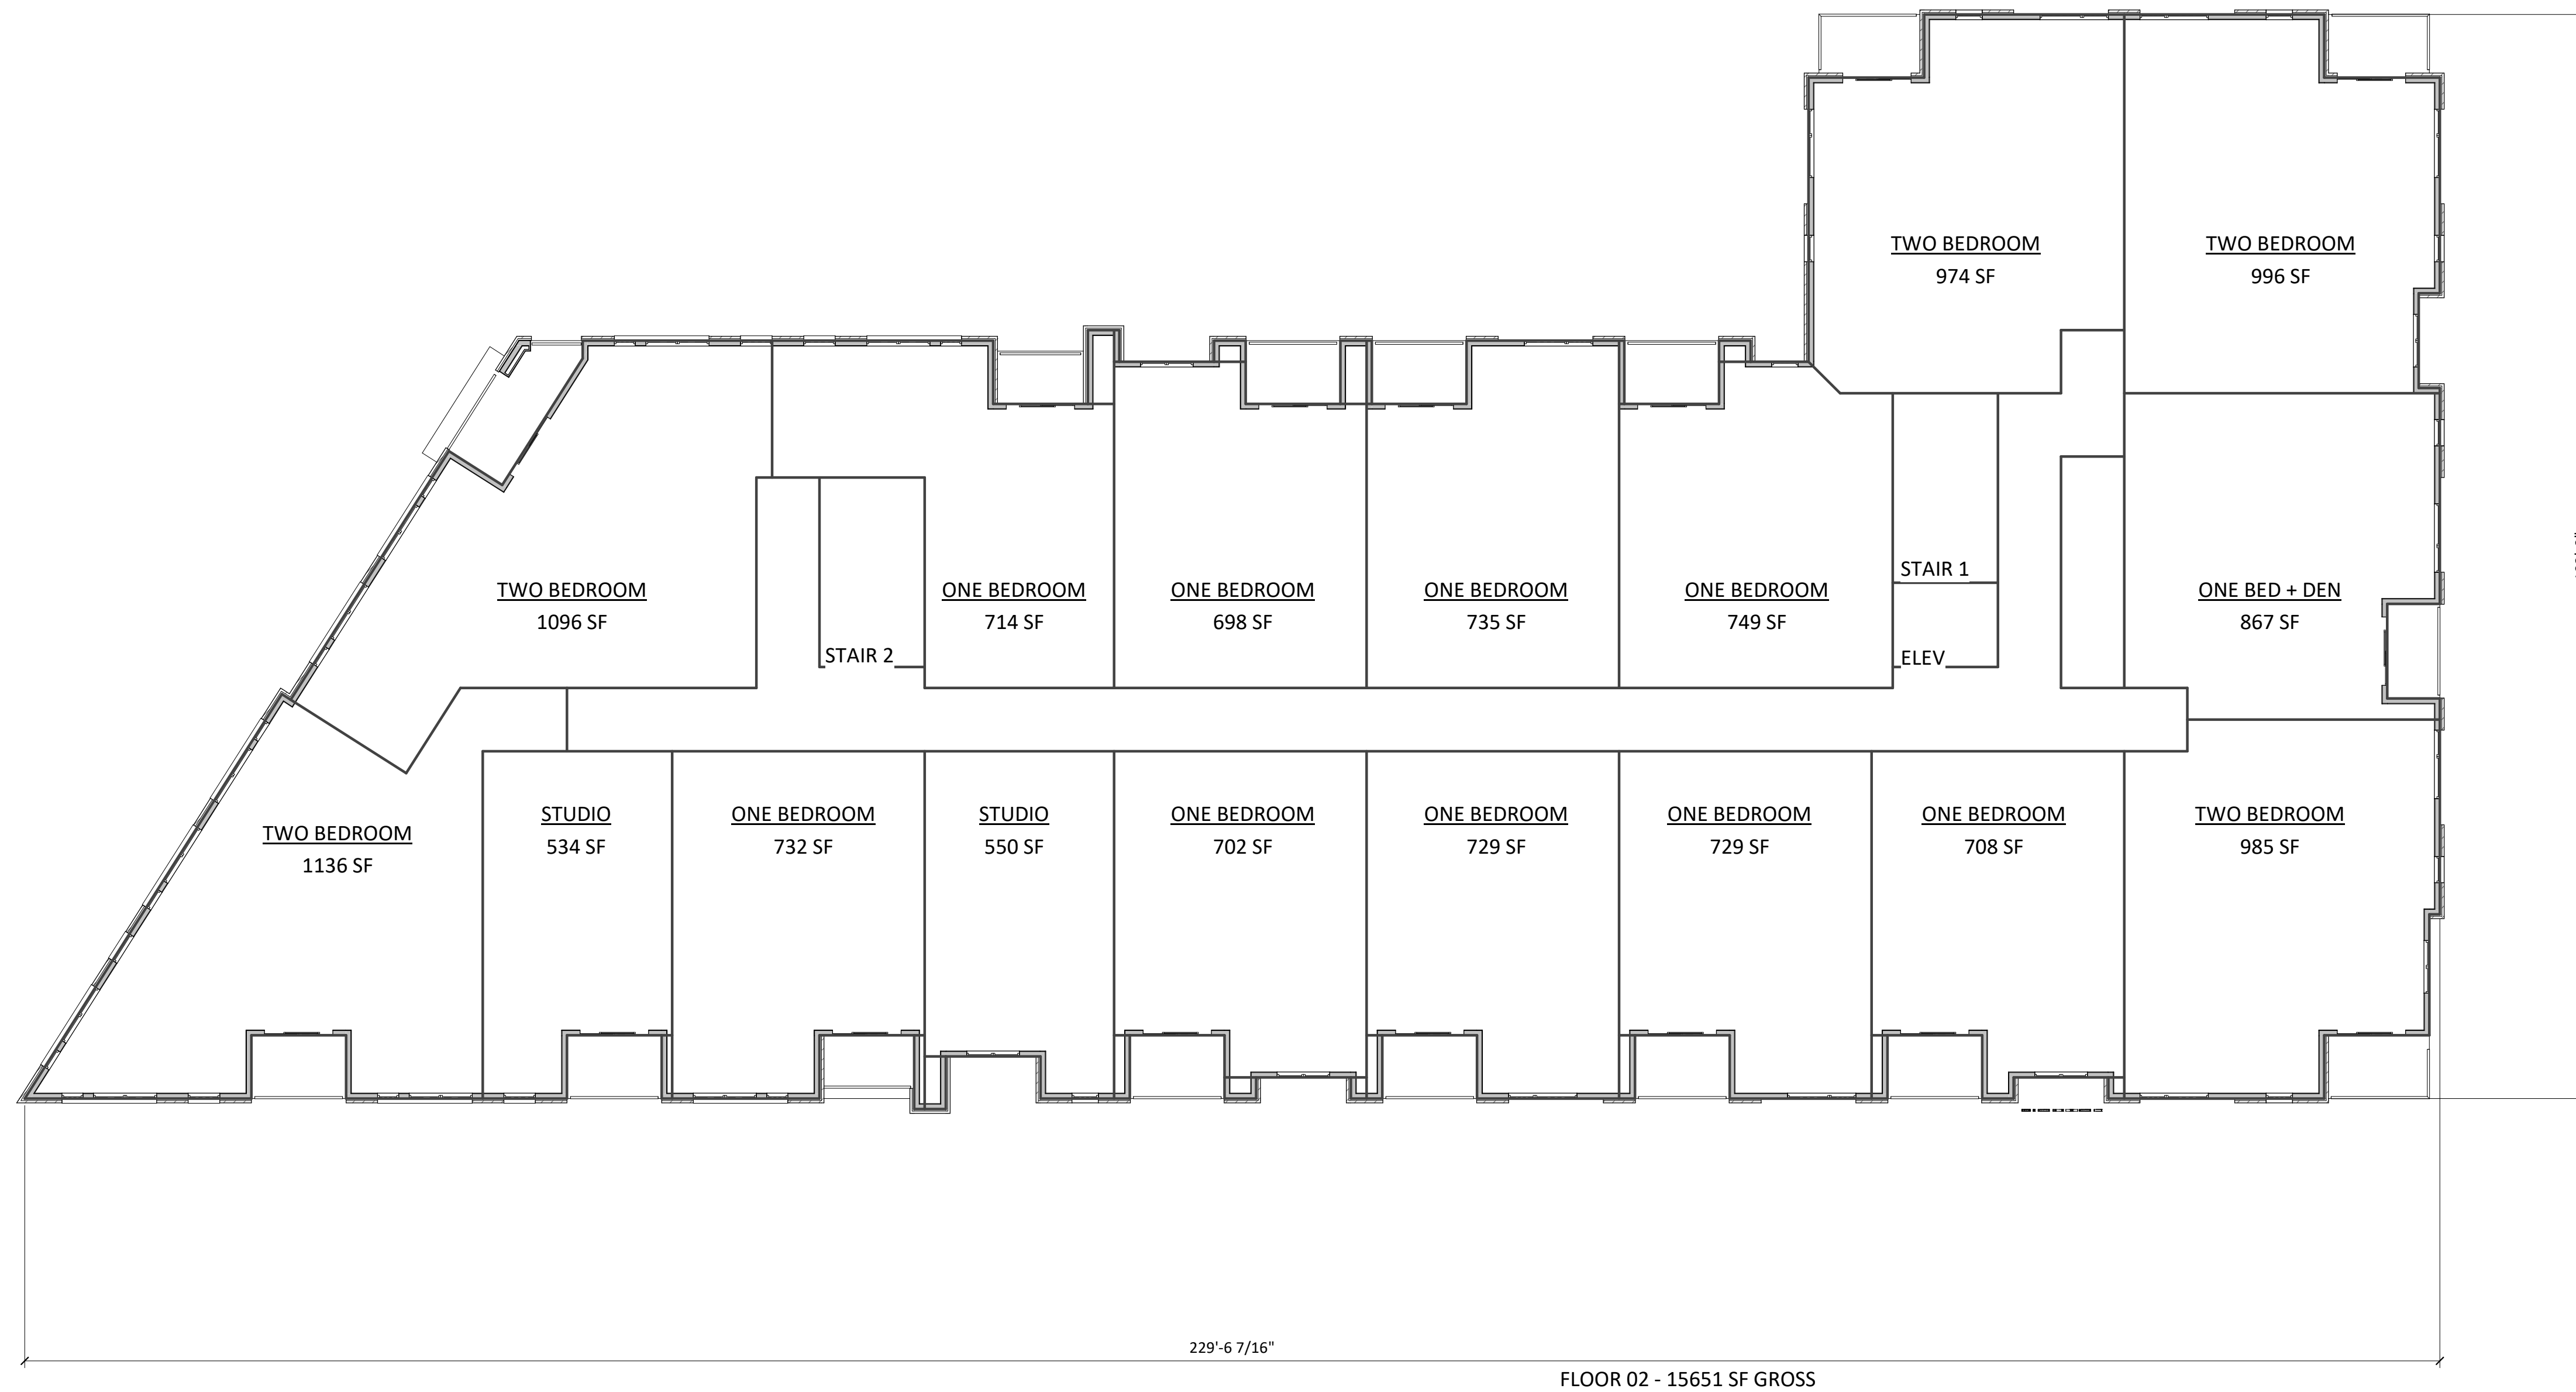 TWO BEDROOM
974 SF
TWO BEDROOM
996 SF
TWO BEDROOM
1096 SF
ONE BEDROOM
714 SF
ONE BEDROOM
698 SF
ONE BEDROOM
735 SF
ONE BEDROOM
749 SF
STAIR 1
ONE BED + DEN
867 SF
STAIR 2
ELEV
TWO BEDROOM
1136 SF
STUDIO
534 SF
ONE BEDROOM
732 SF
STUDIO
550 SF
ONE BEDROOM
702 SF
ONE BEDROOM
729 SF
ONE BEDROOM
729 SF
ONE BEDROOM
708 SF
TWO BEDROOM
985 SF
229'-6 7/16"
FLOOR 02 - 15651 SF GROSS